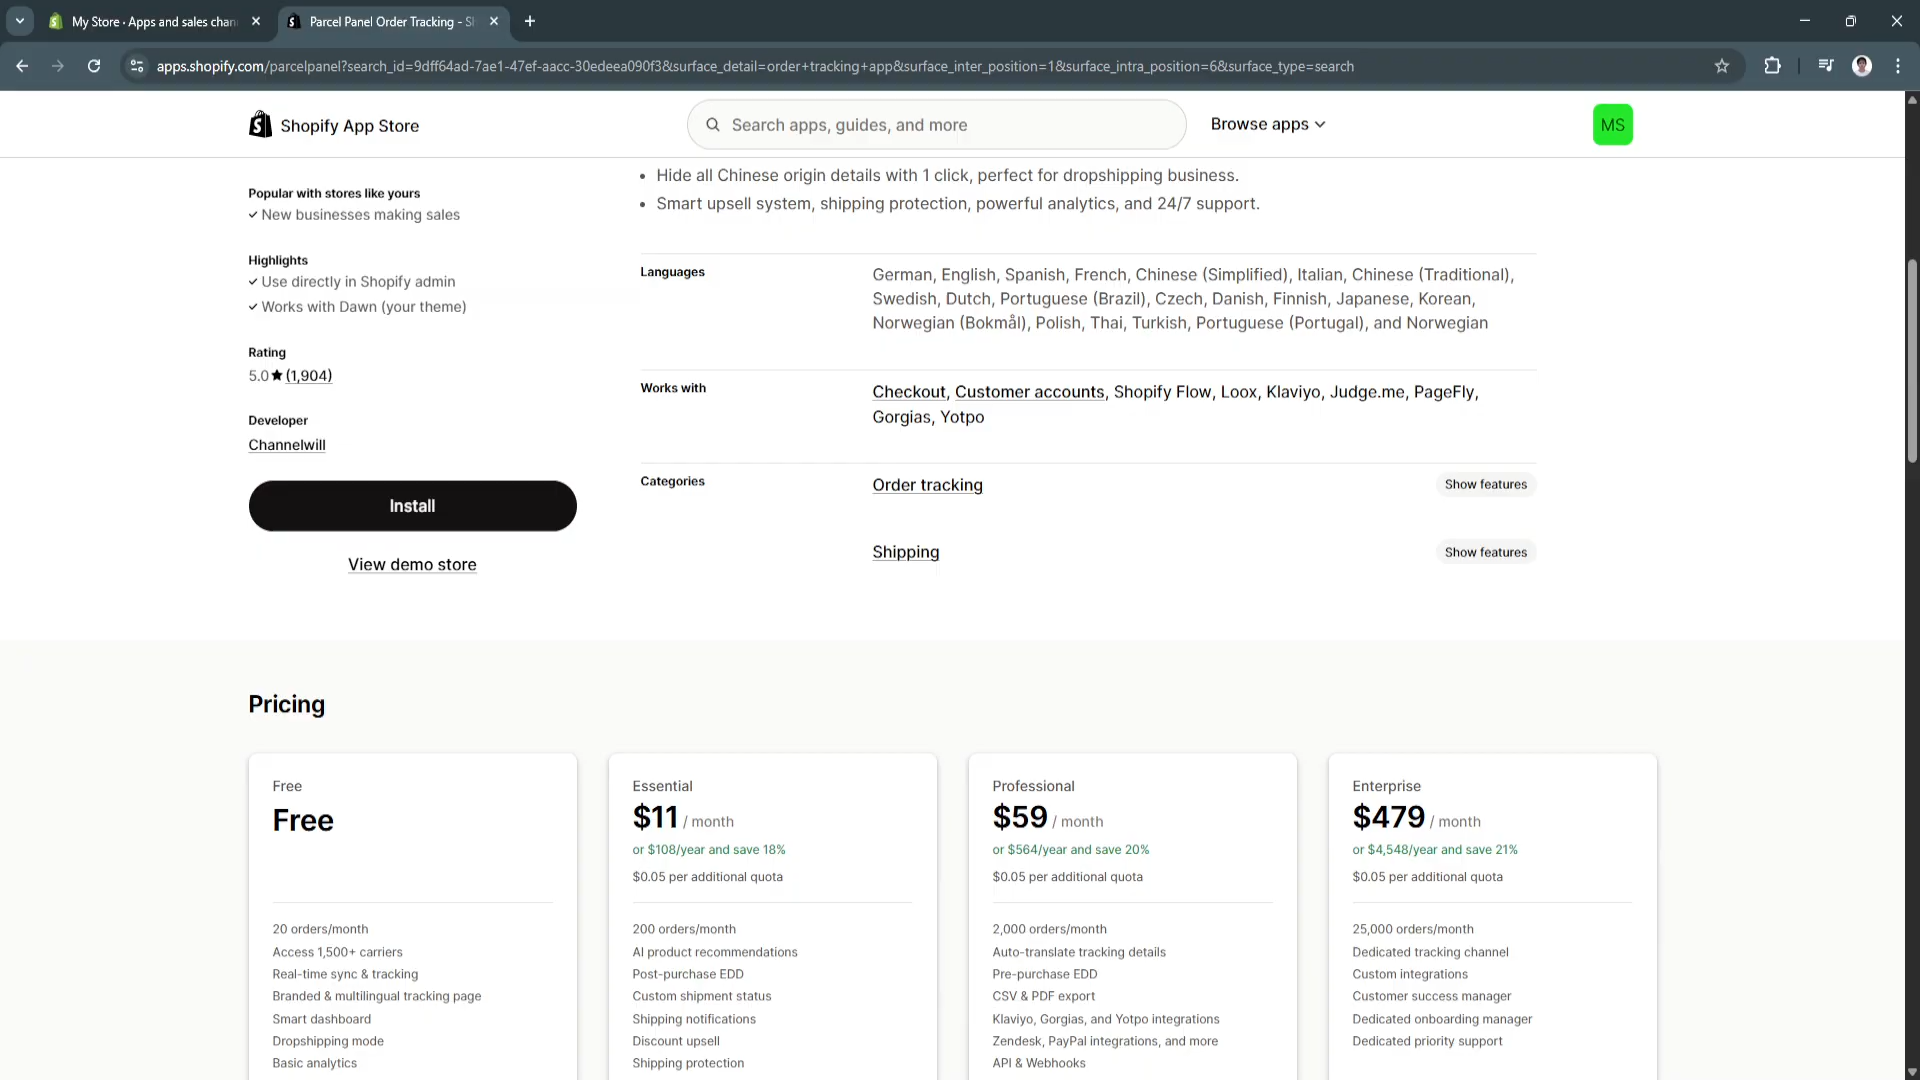 My Store · Apps and sales chan
Parcel Panel Order Tracking - S
apps.shopify.com/parcelpanel?search_id=9dff64ad-7ae1-47ef-aacc-30edeea090f3&surface_detail=order+tracking+app&surface_inter_position=1&surface_intra_position=6&surface_type=search
Shopify App Store
Search apps, guides, and more
Browse apps
MS
Popular with stores like yours
New businesses making sales
Highlights
Use directly in Shopify admin
Works with Dawn (your theme)
Rating
5.0★ (1,904)
Developer
Channelwill
Install
View demo store
• Hide all Chinese origin details with 1 click, perfect for dropshipping business.
• Smart upsell system, shipping protection, powerful analytics, and 24/7 support.
Languages
German, English, Spanish, French, Chinese (Simplified), Italian, Chinese (Traditional),
Swedish, Dutch, Portuguese (Brazil), Czech, Danish, Finnish, Japanese, Korean,
Norwegian (Bokmål), Polish, Thai, Turkish, Portuguese (Portugal), and Norwegian
Works with
Checkout, Customer accounts, Shopify Flow, Loox, Klaviyo, Judge.me, PageFly,
Gorgias, Yotpo
Categories
Order tracking
Show features
Shipping
Show features
Pricing
Free
Free
20 orders/month
Access 1,500+ carriers
Real-time sync & tracking
Branded & multilingual tracking page
Smart dashboard
Dropshipping mode
Basic analytics
Essential
$11 / month
or $108/year and save 18%
$0.05 per additional quota
200 orders/month
AI product recommendations
Post-purchase EDD
Custom shipment status
Shipping notifications
Discount upsell
Shipping protection
Professional
$59 / month
or $564/year and save 20%
$0.05 per additional quota
2,000 orders/month
Auto-translate tracking details
Pre-purchase EDD
CSV & PDF export
Klaviyo, Gorgias, and Yotpo integrations
Zendesk, PayPal integrations, and more
API & Webhooks
Enterprise
$479 / month
or $4,548/year and save 21%
$0.05 per additional quota
25,000 orders/month
Dedicated tracking channel
Custom integrations
Customer success manager
Dedicated onboarding manager
Dedicated priority support